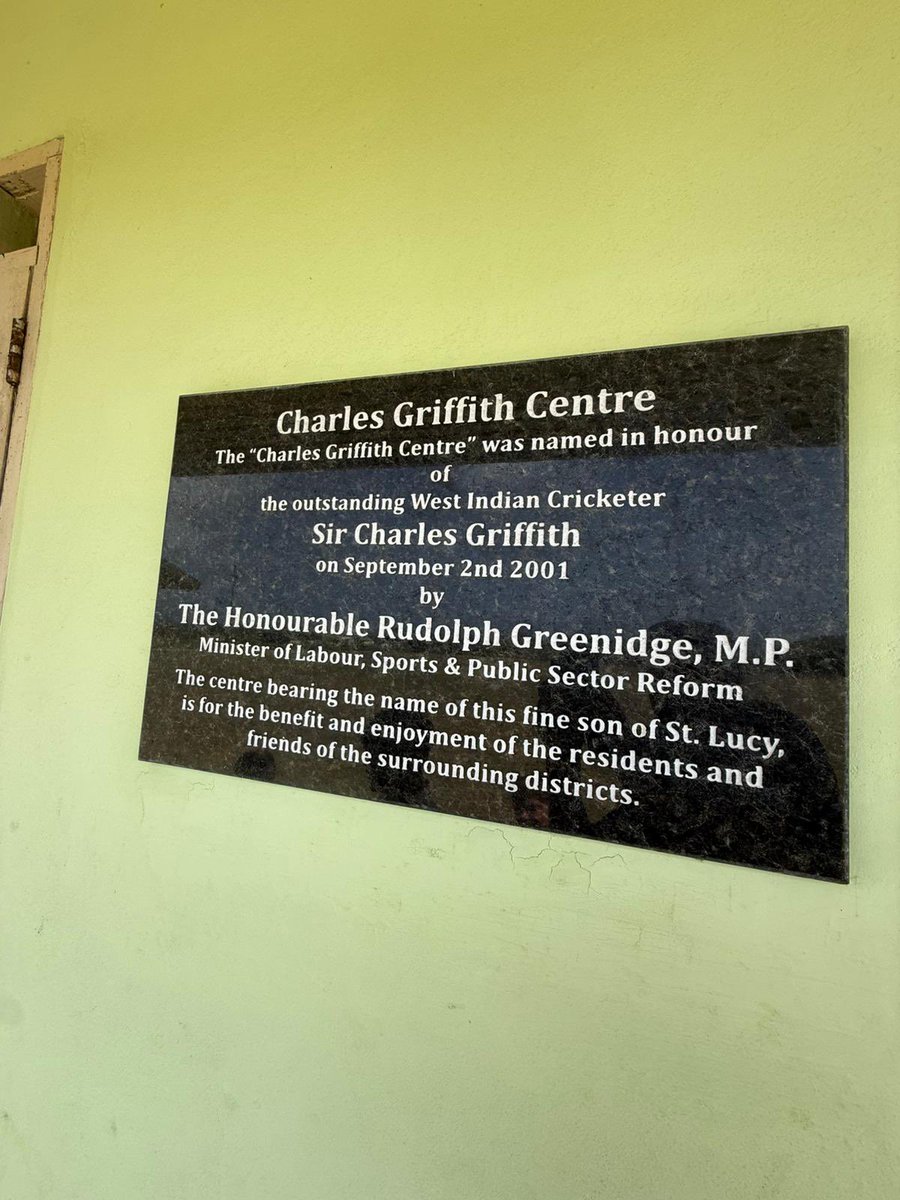 Charles Griffith Centre
The "Charles Griffith Centre" was named in honour
of
the outstanding West Indian Cricketer
Sir Charles Griffith
on September 2nd 2001
by
The Honourable Rudolph Greenidge, M.P.
Minister of Labour, Sports & Public Sector Reform
The centre bearing the name of this fine son of St. Lucy,
is for the benefit and enjoyment of the residents and
friends of the surrounding districts.